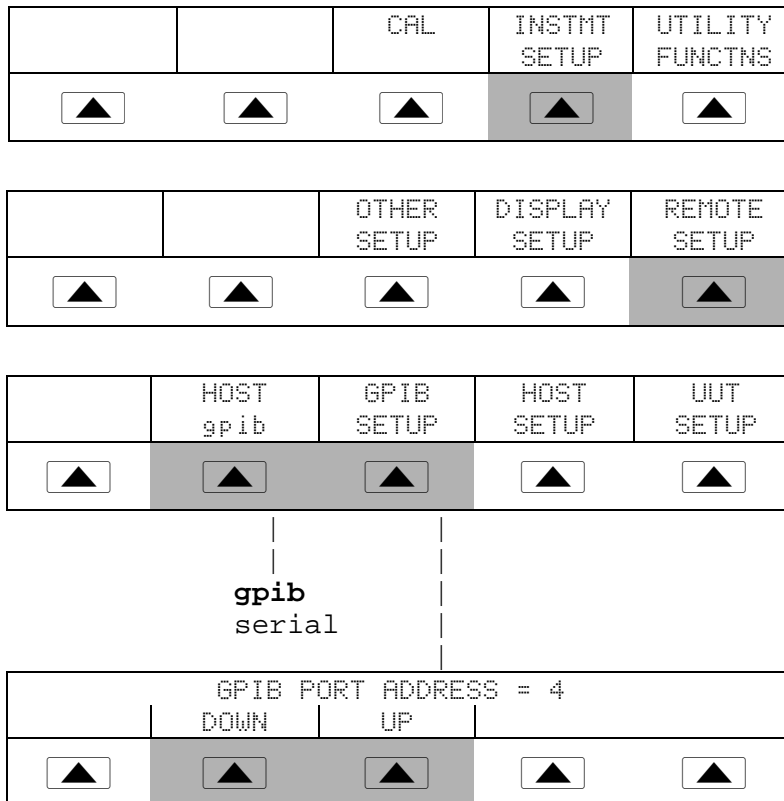 CAL INSTMT UTILITY
SETUP FUNCTNS
OTHER DISPLAY REMOTE
SETUP SETUP SETUP
HOST GPIB HOST UUT
gpib SETUP SETUP SETUP
gpib
serial
GPIB PORT ADDRESS = 4
DOWN UP